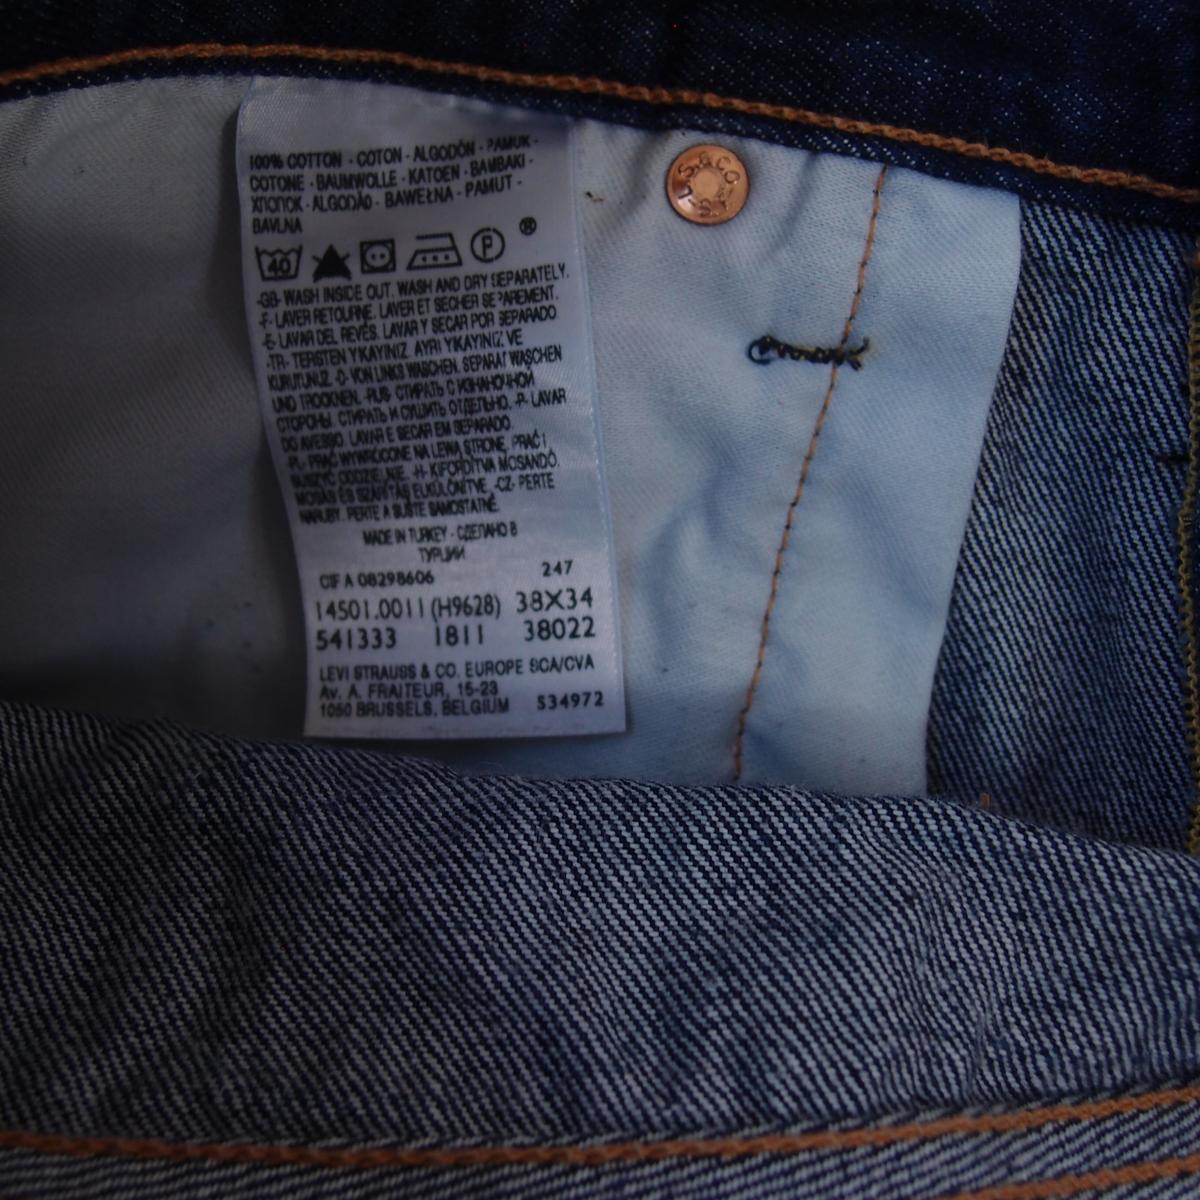 100% COTTON - COTON - ALGODÓN - PAMUK -
COTONE - BAUMWOLLE - KATOEN - BAMBAKI -
ХЛОПОК - ALGODÃO - BAWEŁNA - PAMUT -
BAVLNA
40 P ®
-GB- WASH INSIDE OUT. WASH AND DRY SEPARATELY.
-F- LAVER RETOURNE. LAVER ET SECHER SEPAREMENT.
-E- LAVAR DEL REVÉS. LAVAR Y SECAR POR SEPARADO.
-TR- TERSTEN YKAYINIZ. AYRI YKAYINIZ VE
KURUTUNUZ. -D- VON LINKS WASCHEN. SEPARAT WASCHEN
UND TROCKNEN. -RUS- СТИРАТЬ С ИЗНАНОЧНОЙ
СТОРОНЫ. СТИРАТЬ И СУШИТЬ ОТДЕЛЬНО. -P- LAVAR
DO AVESSO. LAVAR E SECAR EM SEPARADO.
-PL- PRAĆ WYWRÓCONE NA LEWĄ STRONĘ, PRAĆ I
SUSZYĆ ODDZIELNIE. -H- KIFORDÍTVA MOSANDÓ.
MOSÁS ÉS SZÁRÍTÁS ELKÜLÖNÍTVE. -CZ- PERTE
NARUBY. PERTE A SUŠTE SAMOSTATNĚ.
MADE IN TURKEY - СДЕЛАНО В
ТУРЦИИ
CIF A 08298606 247
14501.0011 (H9628) 38X34
541333 1811 38022
LEVI STRAUSS & CO. EUROPE SCA/CVA
Av. A. FRAITEUR, 15-23
1050 BRUSSELS, BELGIUM 534972
L.S.&CO.